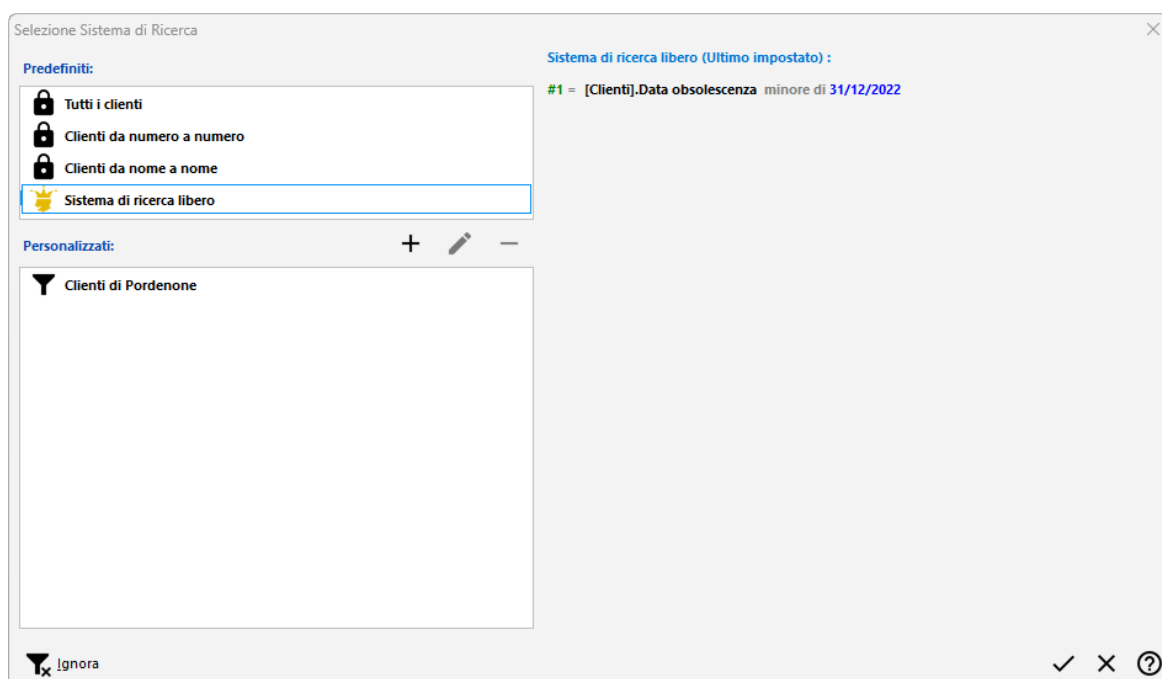 Selezione Sistema di Ricerca
Predefiniti:
Tutti i clienti
Clienti da numero a numero
Clienti da nome a nome
Sistema di ricerca libero
Personalizzati:
Clienti di Pordenone
Ignora
Sistema di ricerca libero (Ultimo impostato) :
#1 = [Clienti].Data obsolescenza minore di 31/12/2022